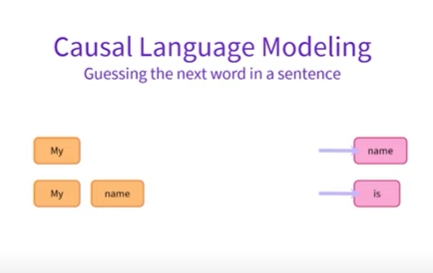 Causal Language Modeling
Guessing the next word in a sentence
My name
My name is